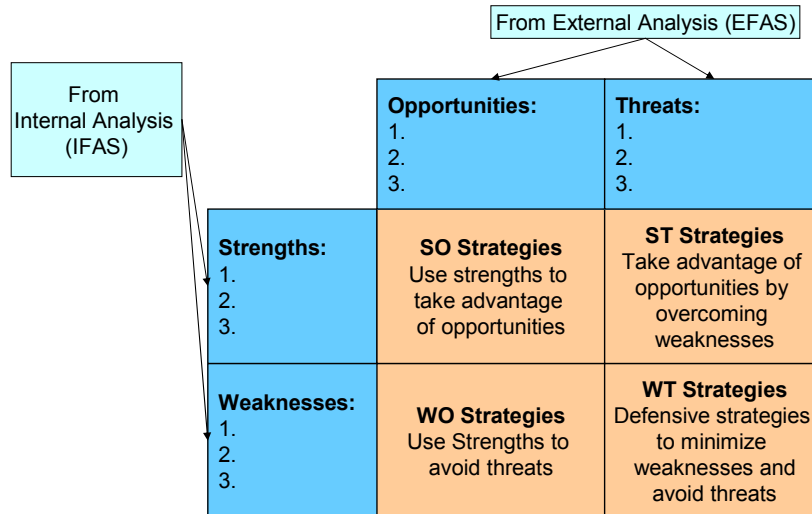 From External Analysis (EFAS)
From
Internal Analysis
(IFAS)
Opportunities:
1.
2.
3.
Threats:
1.
2.
3.
Strengths:
1.
2.
3.
SO Strategies
Use strengths to
take advantage
of opportunities
ST Strategies
Take advantage of
opportunities by
overcoming
weaknesses
Weaknesses:
1.
2.
3.
WO Strategies
Use Strengths to
avoid threats
WT Strategies
Defensive strategies
to minimize
weaknesses and
avoid threats